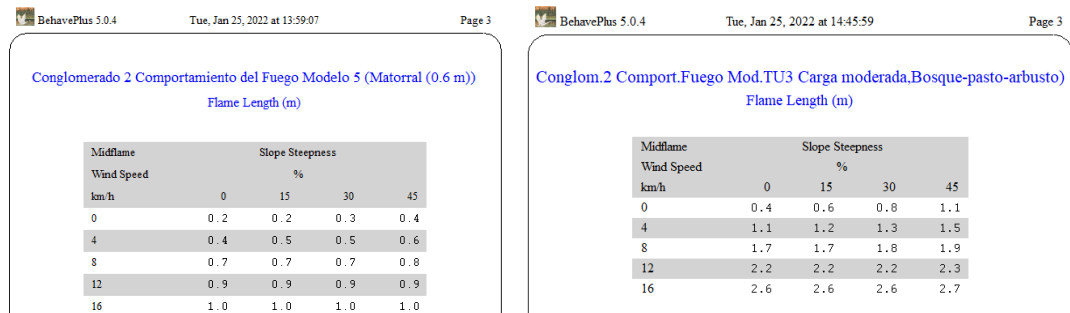 BehavePlus 5.0.4 Tue, Jan 25, 2022 at 13:59:07 Page 3
Conglomerado 2 Comportamiento del Fuego Modelo 5 (Matorral (0.6 m))
Flame Length (m)
Midflame Slope Steepness
Wind Speed %
km/h 0 15 30 45
0 0.2 0.2 0.3 0.4
4 0.4 0.5 0.5 0.6
8 0.7 0.7 0.7 0.8
12 0.9 0.9 0.9 0.9
16 1.0 1.0 1.0 1.0
BehavePlus 5.0.4 Tue, Jan 25, 2022 at 14:45:59 Page 3
Conglom.2 Comport.Fuego Mod.TU3 Carga moderada,Bosque-pasto-arbusto)
Flame Length (m)
Midflame Slope Steepness
Wind Speed %
km/h 0 15 30 45
0 0.4 0.6 0.8 1.1
4 1.1 1.2 1.3 1.5
8 1.7 1.7 1.8 1.9
12 2.2 2.2 2.2 2.3
16 2.6 2.6 2.6 2.7